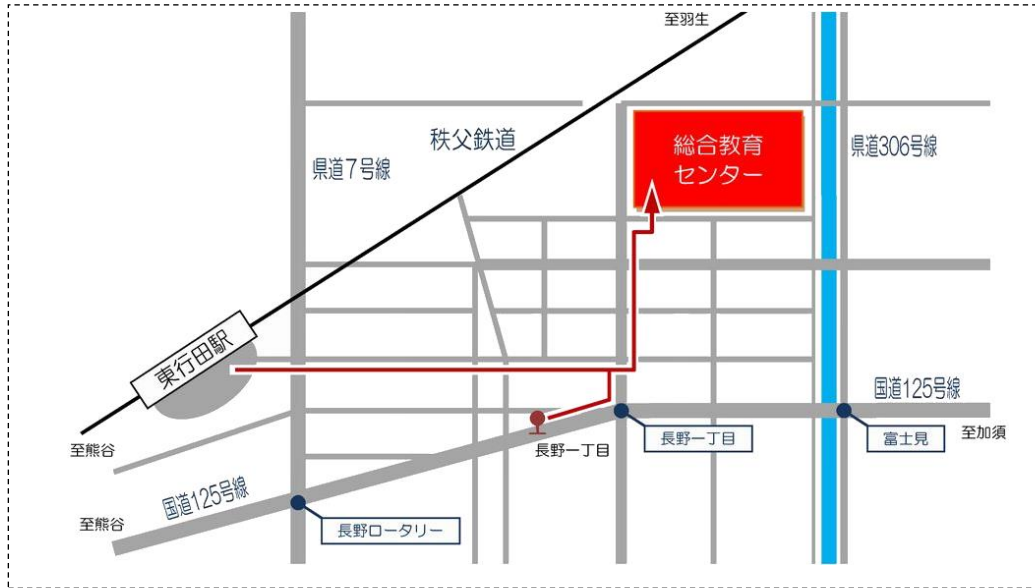 至羽生
秩父鉄道
県道7号線
総合教育
センター
県道306号線
東行田駅
国道125号線
至熊谷
長野一丁目
長野一丁目
富士見
至加須
国道125号線
至熊谷
長野ロータリー